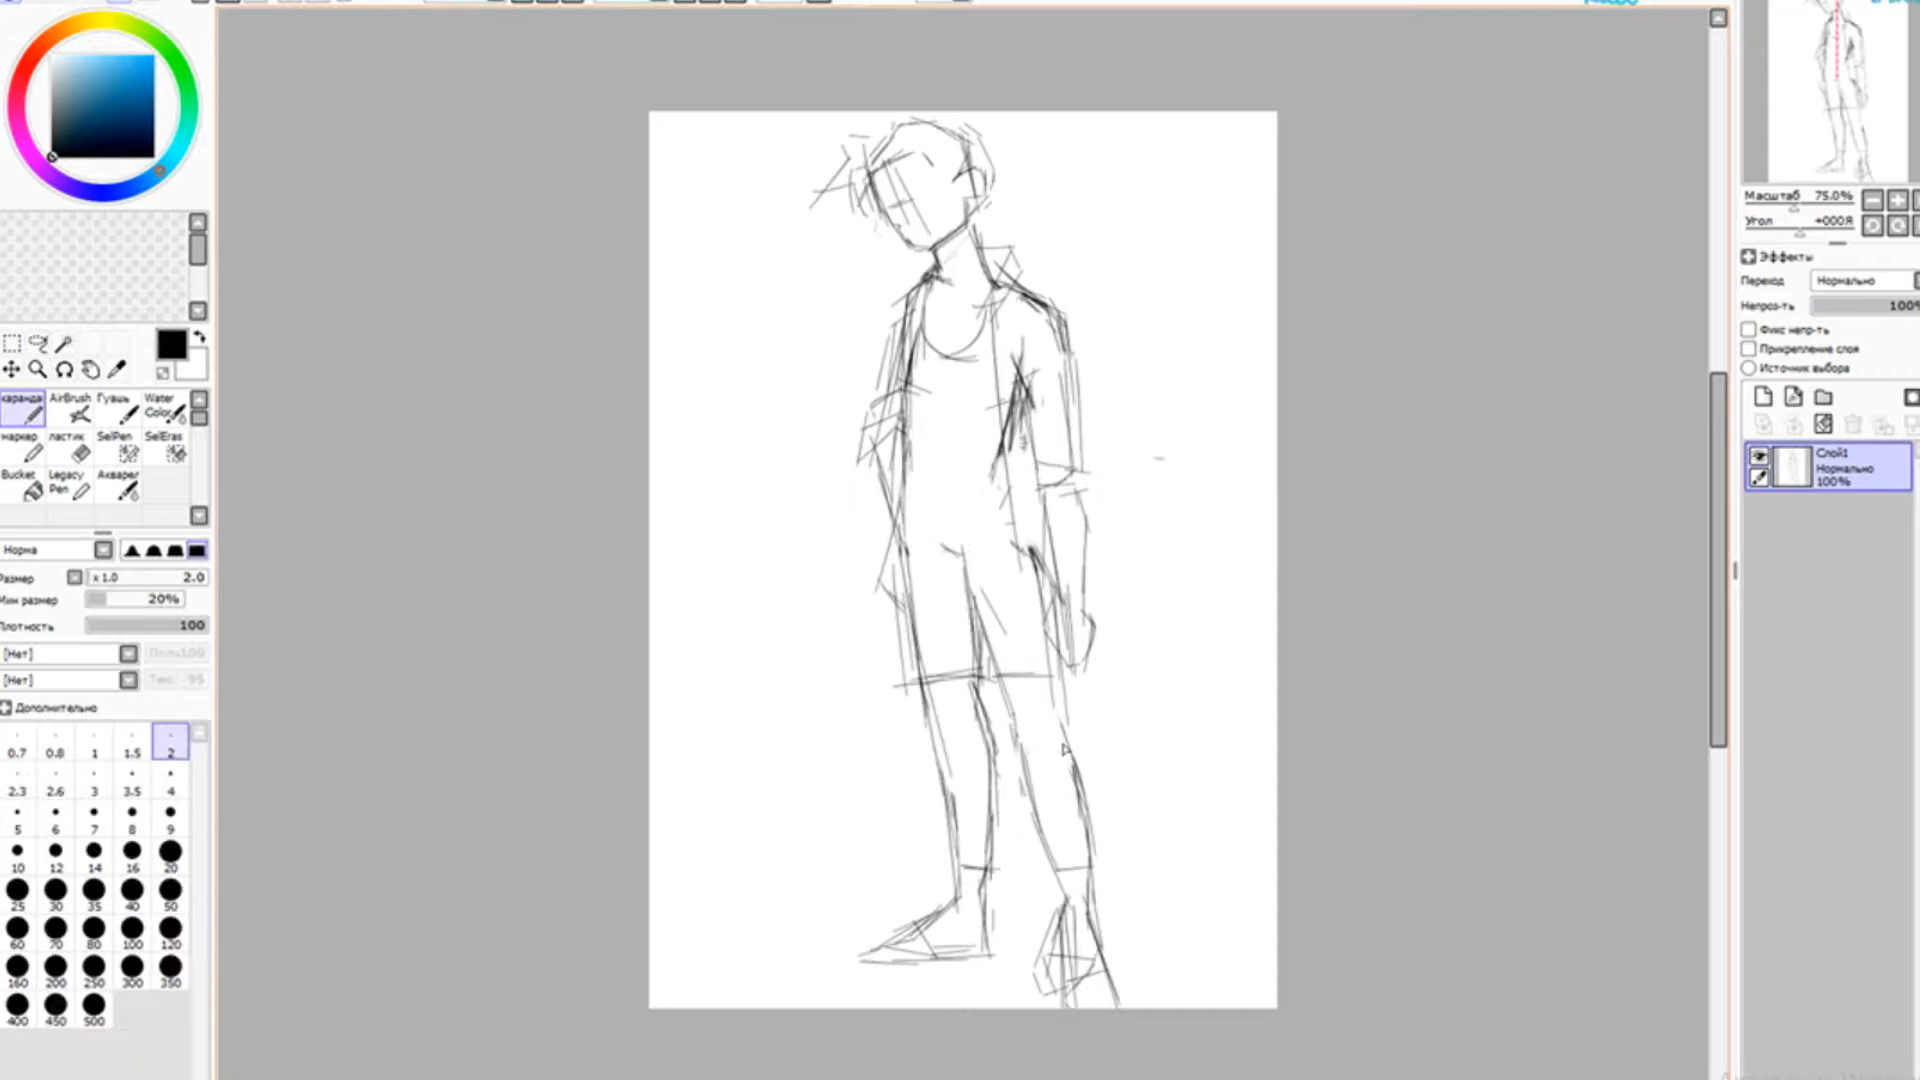 Масштаб 75.0%
Угол +000Я
Эффекты
Переход Нормально
Непроз-ть 100%
Фикс непр-ть
Прикрепление слоя
Источник выбора
Слой1
Нормально
100%
каранда AirBrush Гуашь Water Color
маркер ластик SelPen SelEras
Bucket Legacy Pen Акварел
Норма
Размер x 1.0 2.0
Мин размер 20%
Плотность 100
[Нет]
[Нет]
Дополнительно
0.7 0.8 1 1.5 2
2.3 2.6 3 3.5 4
5 6 7 8 9
10 12 14 16 20
25 30 35 40 50
60 70 80 100 120
160 200 250 300 350
400 450 500